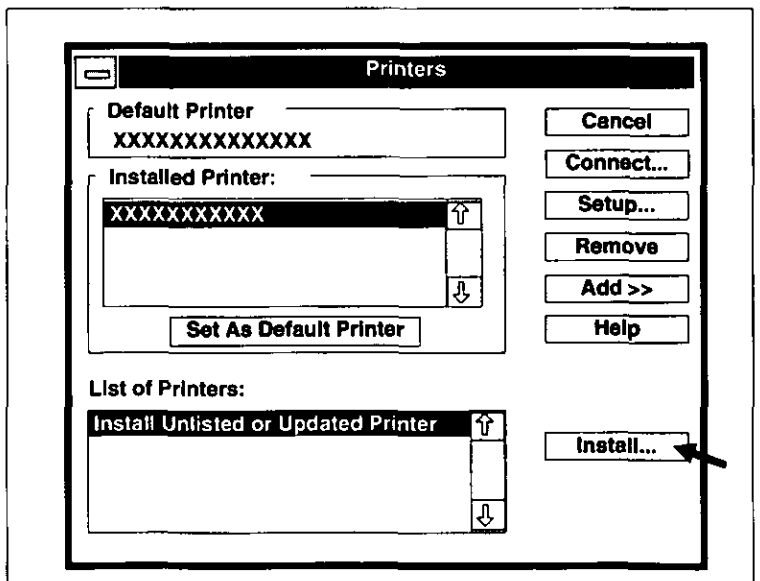 Printers
Default Printer
XXXXXXXXXXXXXX
Installed Printer:
XXXXXXXXXXX
Set As Default Printer
Cancel
Connect...
Setup...
Remove
Add >>
Help
List of Printers:
Install Unlisted or Updated Printer
Install...